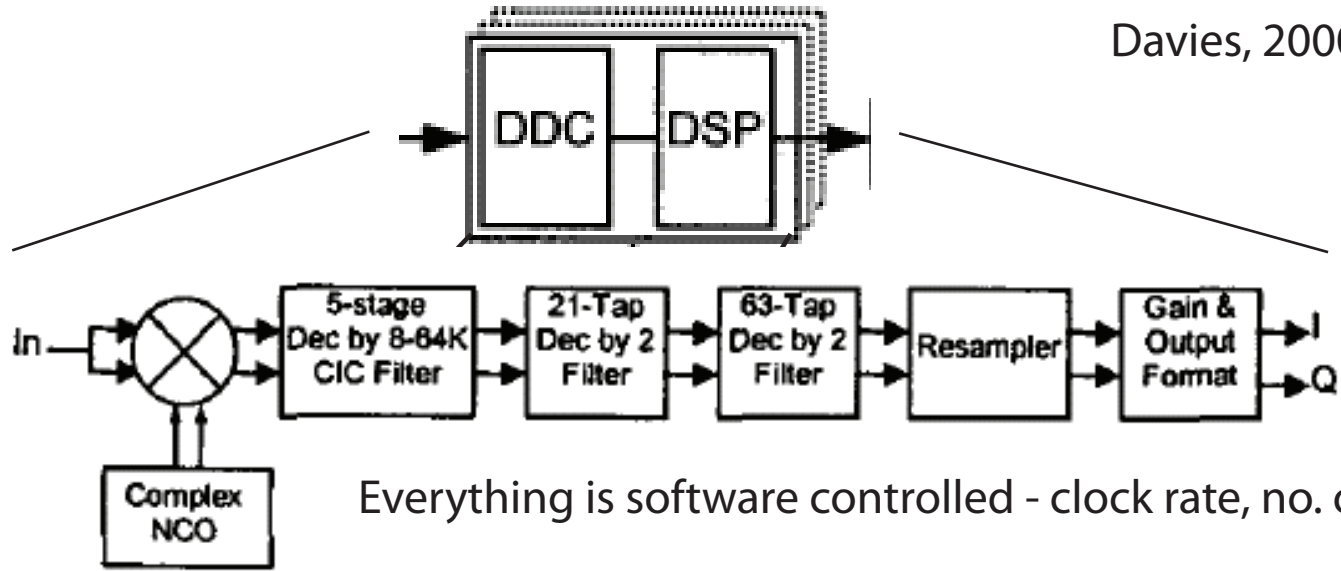 Davies, 2000
DDC
DSP
In
5-stage
Dec by 8-64K
CIC Filter
21-Tap
Dec by 2
Filter
63-Tap
Dec by 2
Filter
Resampler
Gain &
Output
Format
I
Q
Complex
NCO
Everything is software controlled - clock rate, no.